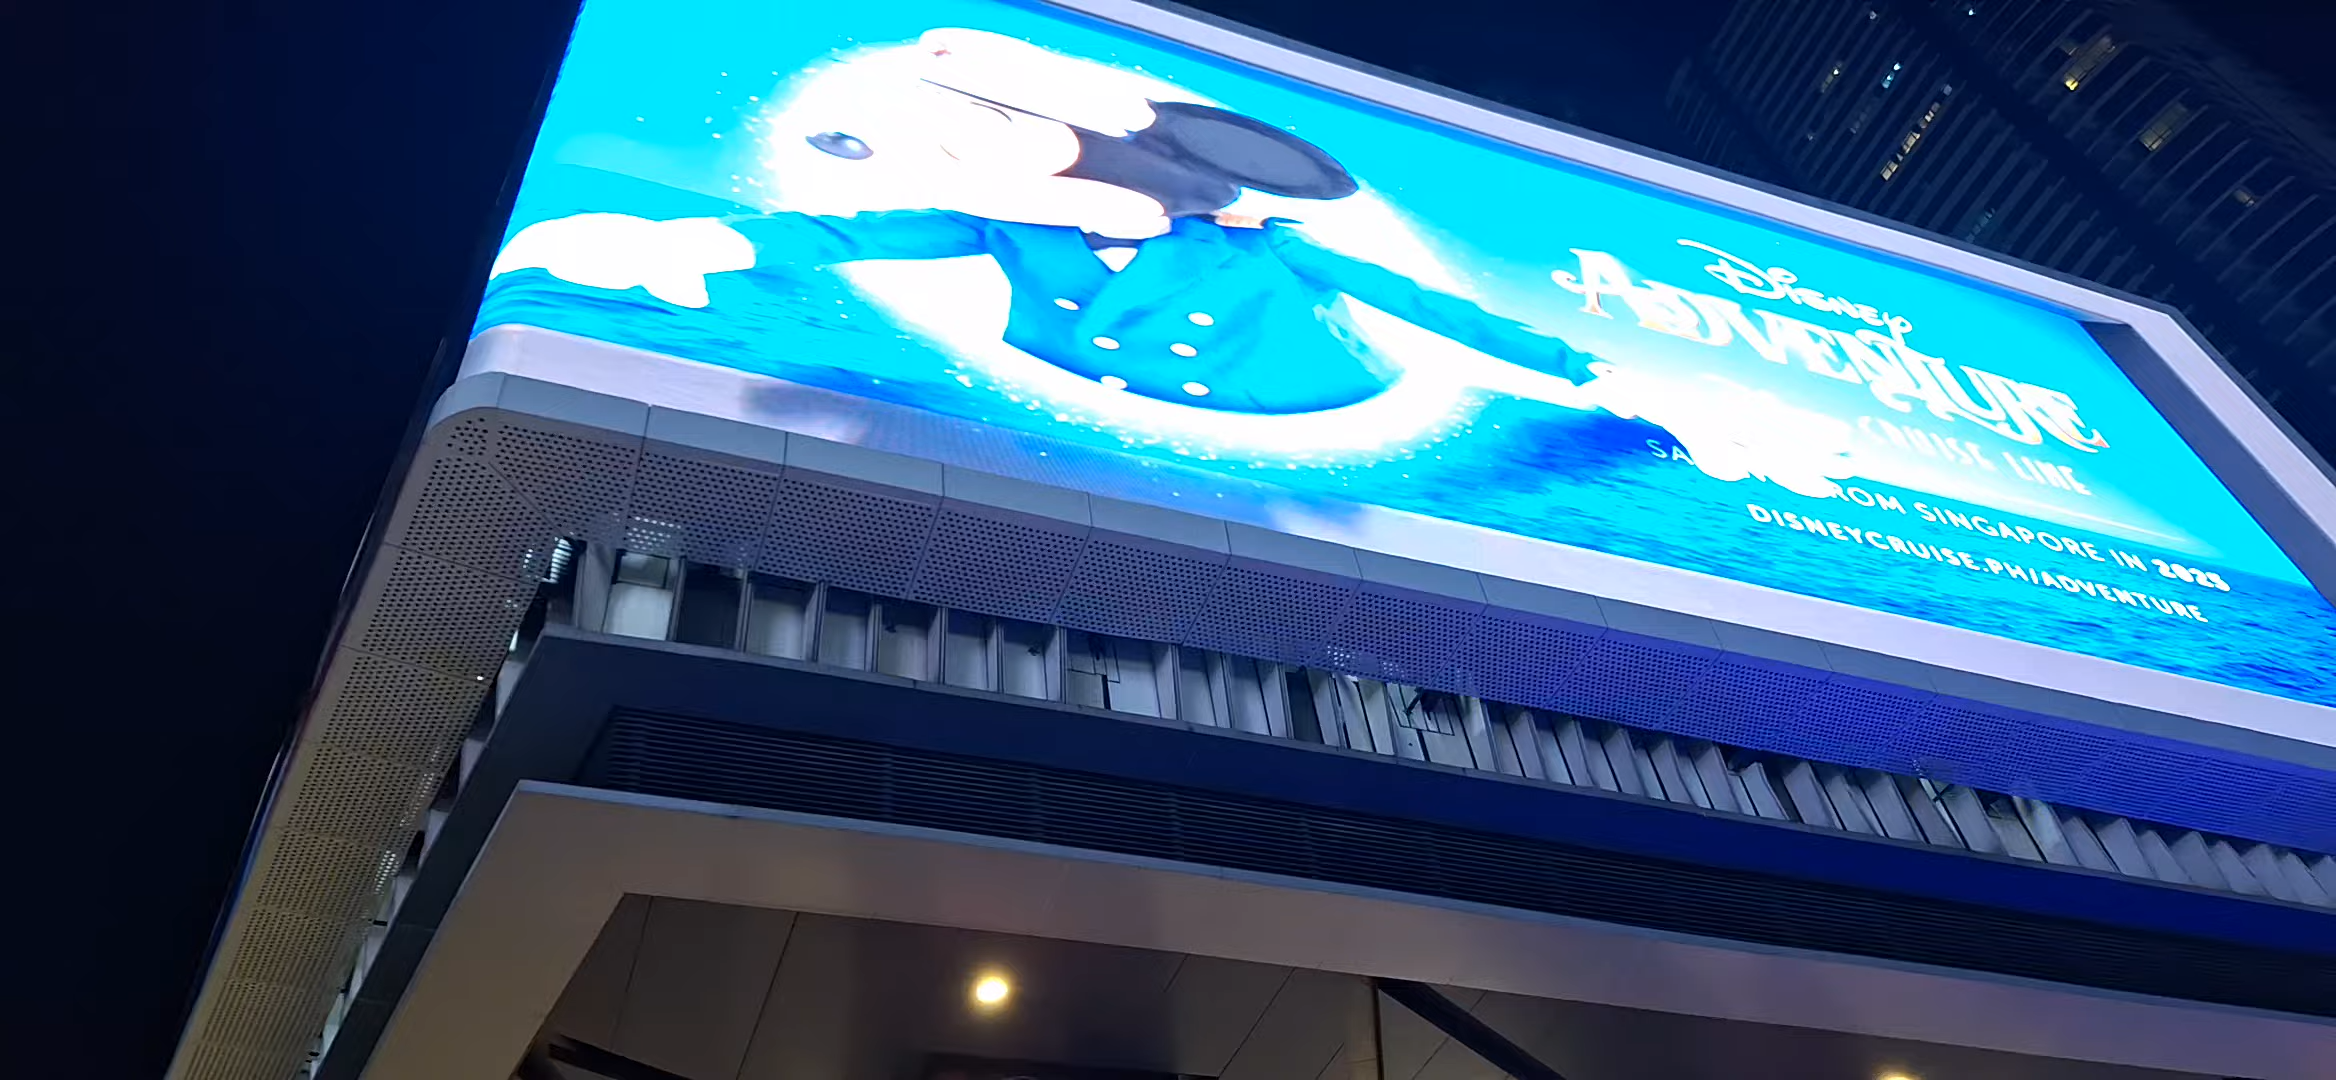 Disney
ADVENTURE
CRUISE LINE
FROM SINGAPORE IN 2025
DISNEYCRUISE.PH/ADVENTURE